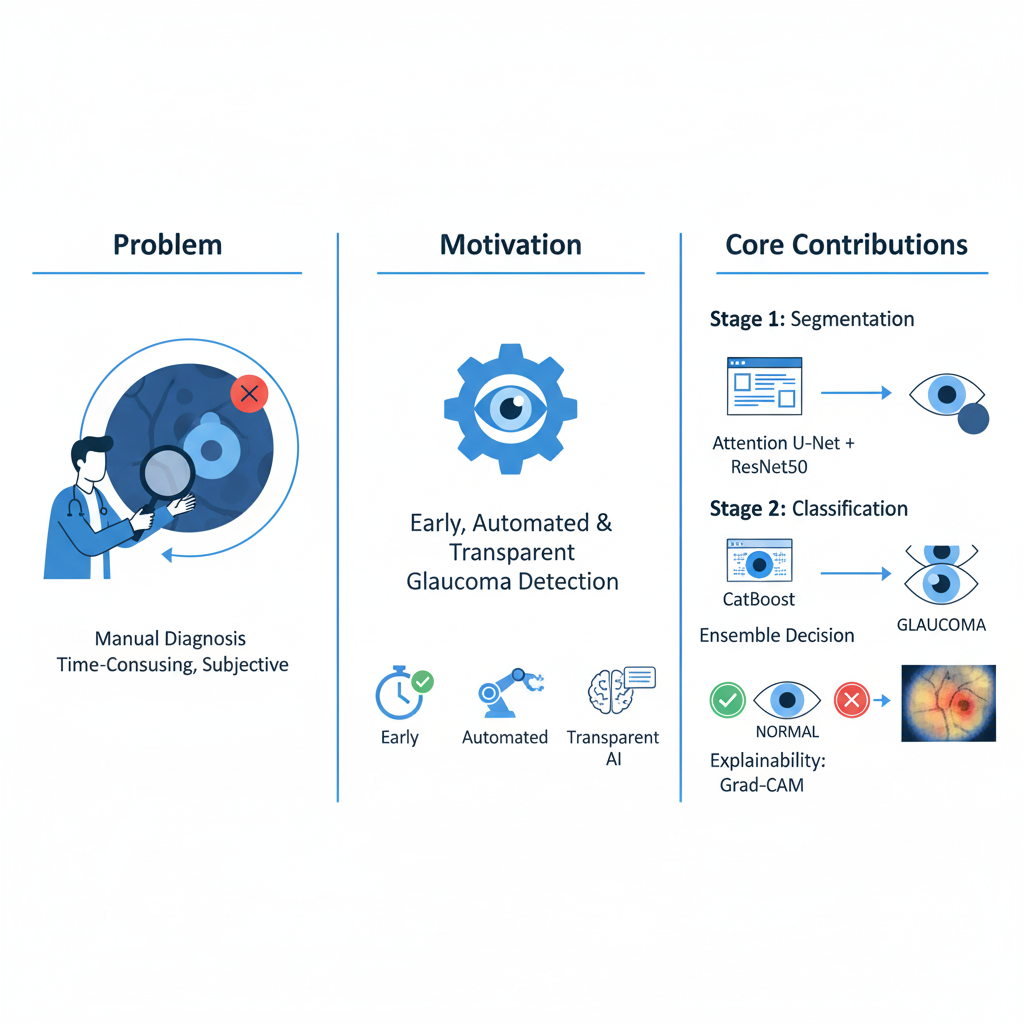 Problem
Manual Diagnosis
Time-Consusing, Subjective
Motivation
Early, Automated &
Transparent
Glaucoma Detection
Early
Automated
Transparent
AI
Core Contributions
Stage 1: Segmentation
Attention U-Net +
ResNet50
Stage 2: Classification
CatBoost
GLAUCOMA
Ensemble Decision
NORMAL
Explainability:
Grad-CAM